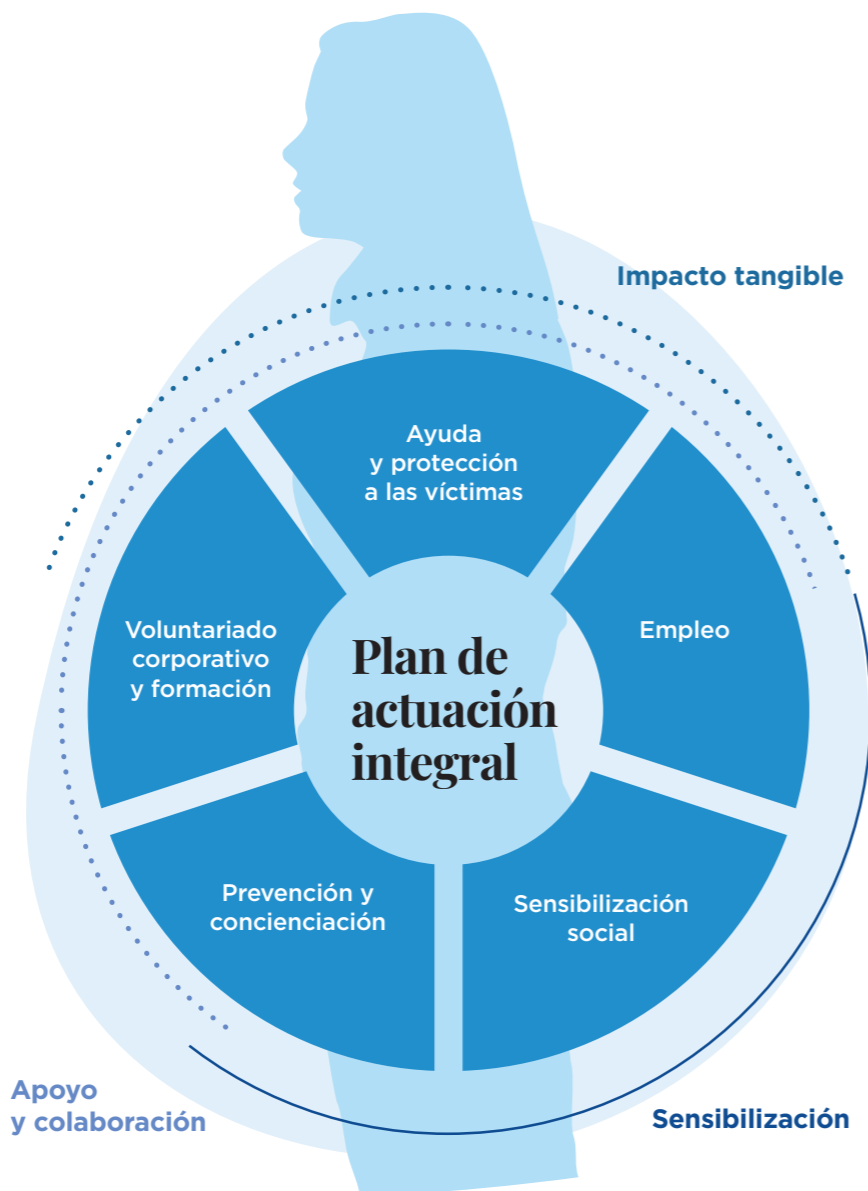 Impacto tangible
Ayuda
y protección
a las víctimas
Voluntariado
corporativo
y formación
Empleo
Plan de
actuación
integral
Prevención y
concienciación
Sensibilización
social
Apoyo
y colaboración
Sensibilización